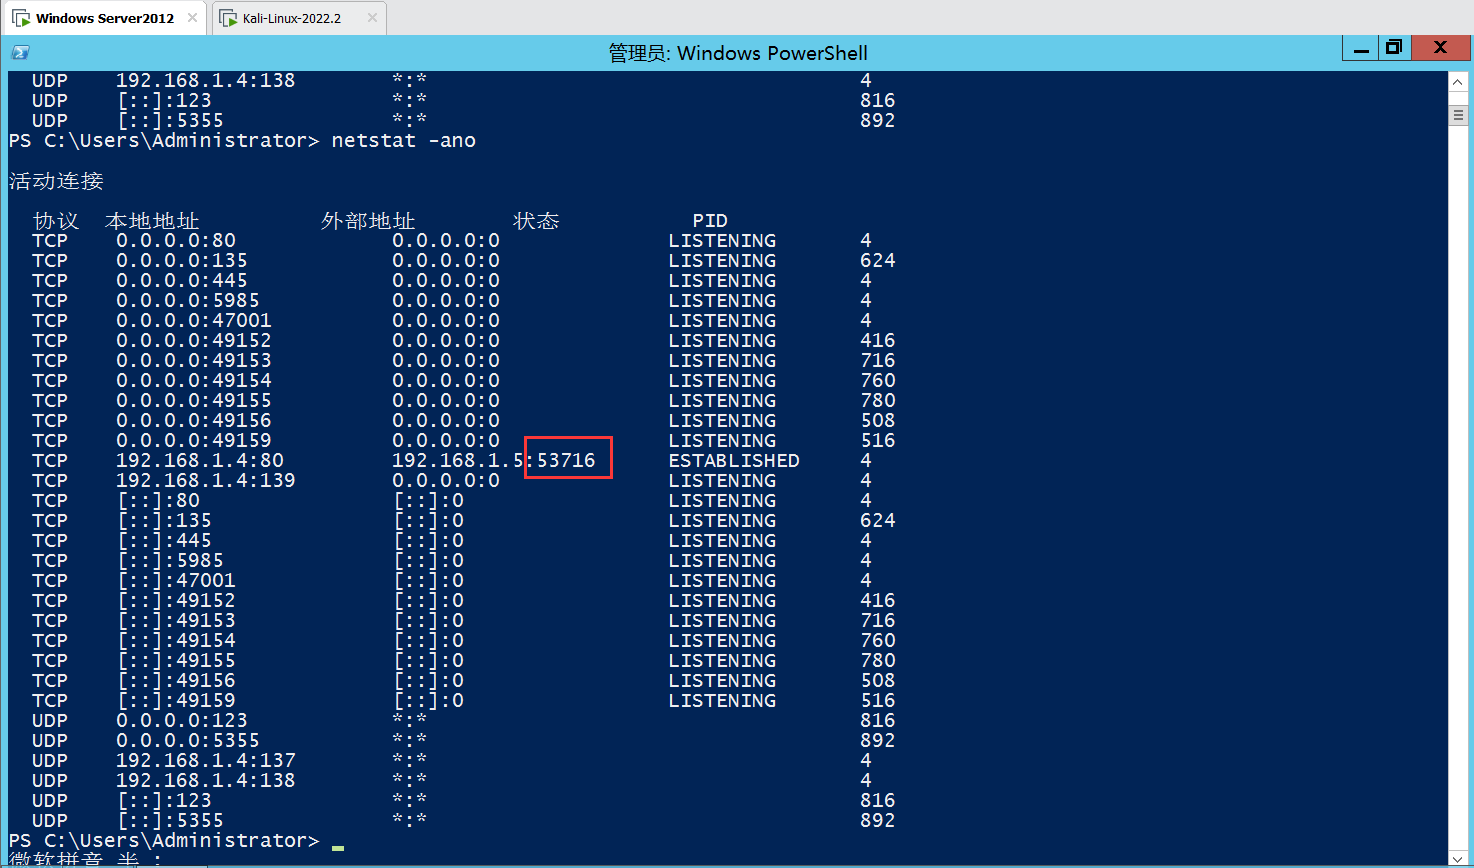 Windows Server2012 Kali-Linux-2022.2
管理员: Windows PowerShell
UDP 192.168.1.4:138 *:* 4
UDP [::]:123 *:* 816
UDP [::]:5355 *:* 892
PS C:\Users\Administrator> netstat -ano
活动连接
协议 本地地址 外部地址 状态 PID
TCP 0.0.0.0:80 0.0.0.0:0 LISTENING 4
TCP 0.0.0.0:135 0.0.0.0:0 LISTENING 624
TCP 0.0.0.0:445 0.0.0.0:0 LISTENING 4
TCP 0.0.0.0:5985 0.0.0.0:0 LISTENING 4
TCP 0.0.0.0:47001 0.0.0.0:0 LISTENING 4
TCP 0.0.0.0:49152 0.0.0.0:0 LISTENING 416
TCP 0.0.0.0:49153 0.0.0.0:0 LISTENING 716
TCP 0.0.0.0:49154 0.0.0.0:0 LISTENING 760
TCP 0.0.0.0:49155 0.0.0.0:0 LISTENING 780
TCP 0.0.0.0:49156 0.0.0.0:0 LISTENING 508
TCP 0.0.0.0:49159 0.0.0.0:0 LISTENING 516
TCP 192.168.1.4:80 192.168.1.5:53716 ESTABLISHED 4
TCP 192.168.1.4:139 0.0.0.0:0 LISTENING 4
TCP [::]:80 [::]:0 LISTENING 4
TCP [::]:135 [::]:0 LISTENING 624
TCP [::]:445 [::]:0 LISTENING 4
TCP [::]:5985 [::]:0 LISTENING 4
TCP [::]:47001 [::]:0 LISTENING 4
TCP [::]:49152 [::]:0 LISTENING 416
TCP [::]:49153 [::]:0 LISTENING 716
TCP [::]:49154 [::]:0 LISTENING 760
TCP [::]:49155 [::]:0 LISTENING 780
TCP [::]:49156 [::]:0 LISTENING 508
TCP [::]:49159 [::]:0 LISTENING 516
UDP 0.0.0.0:123 *:* 816
UDP 0.0.0.0:5355 *:* 892
UDP 192.168.1.4:137 *:* 4
UDP 192.168.1.4:138 *:* 4
UDP [::]:123 *:* 816
UDP [::]:5355 *:* 892
PS C:\Users\Administrator>
微软拼音 半 :